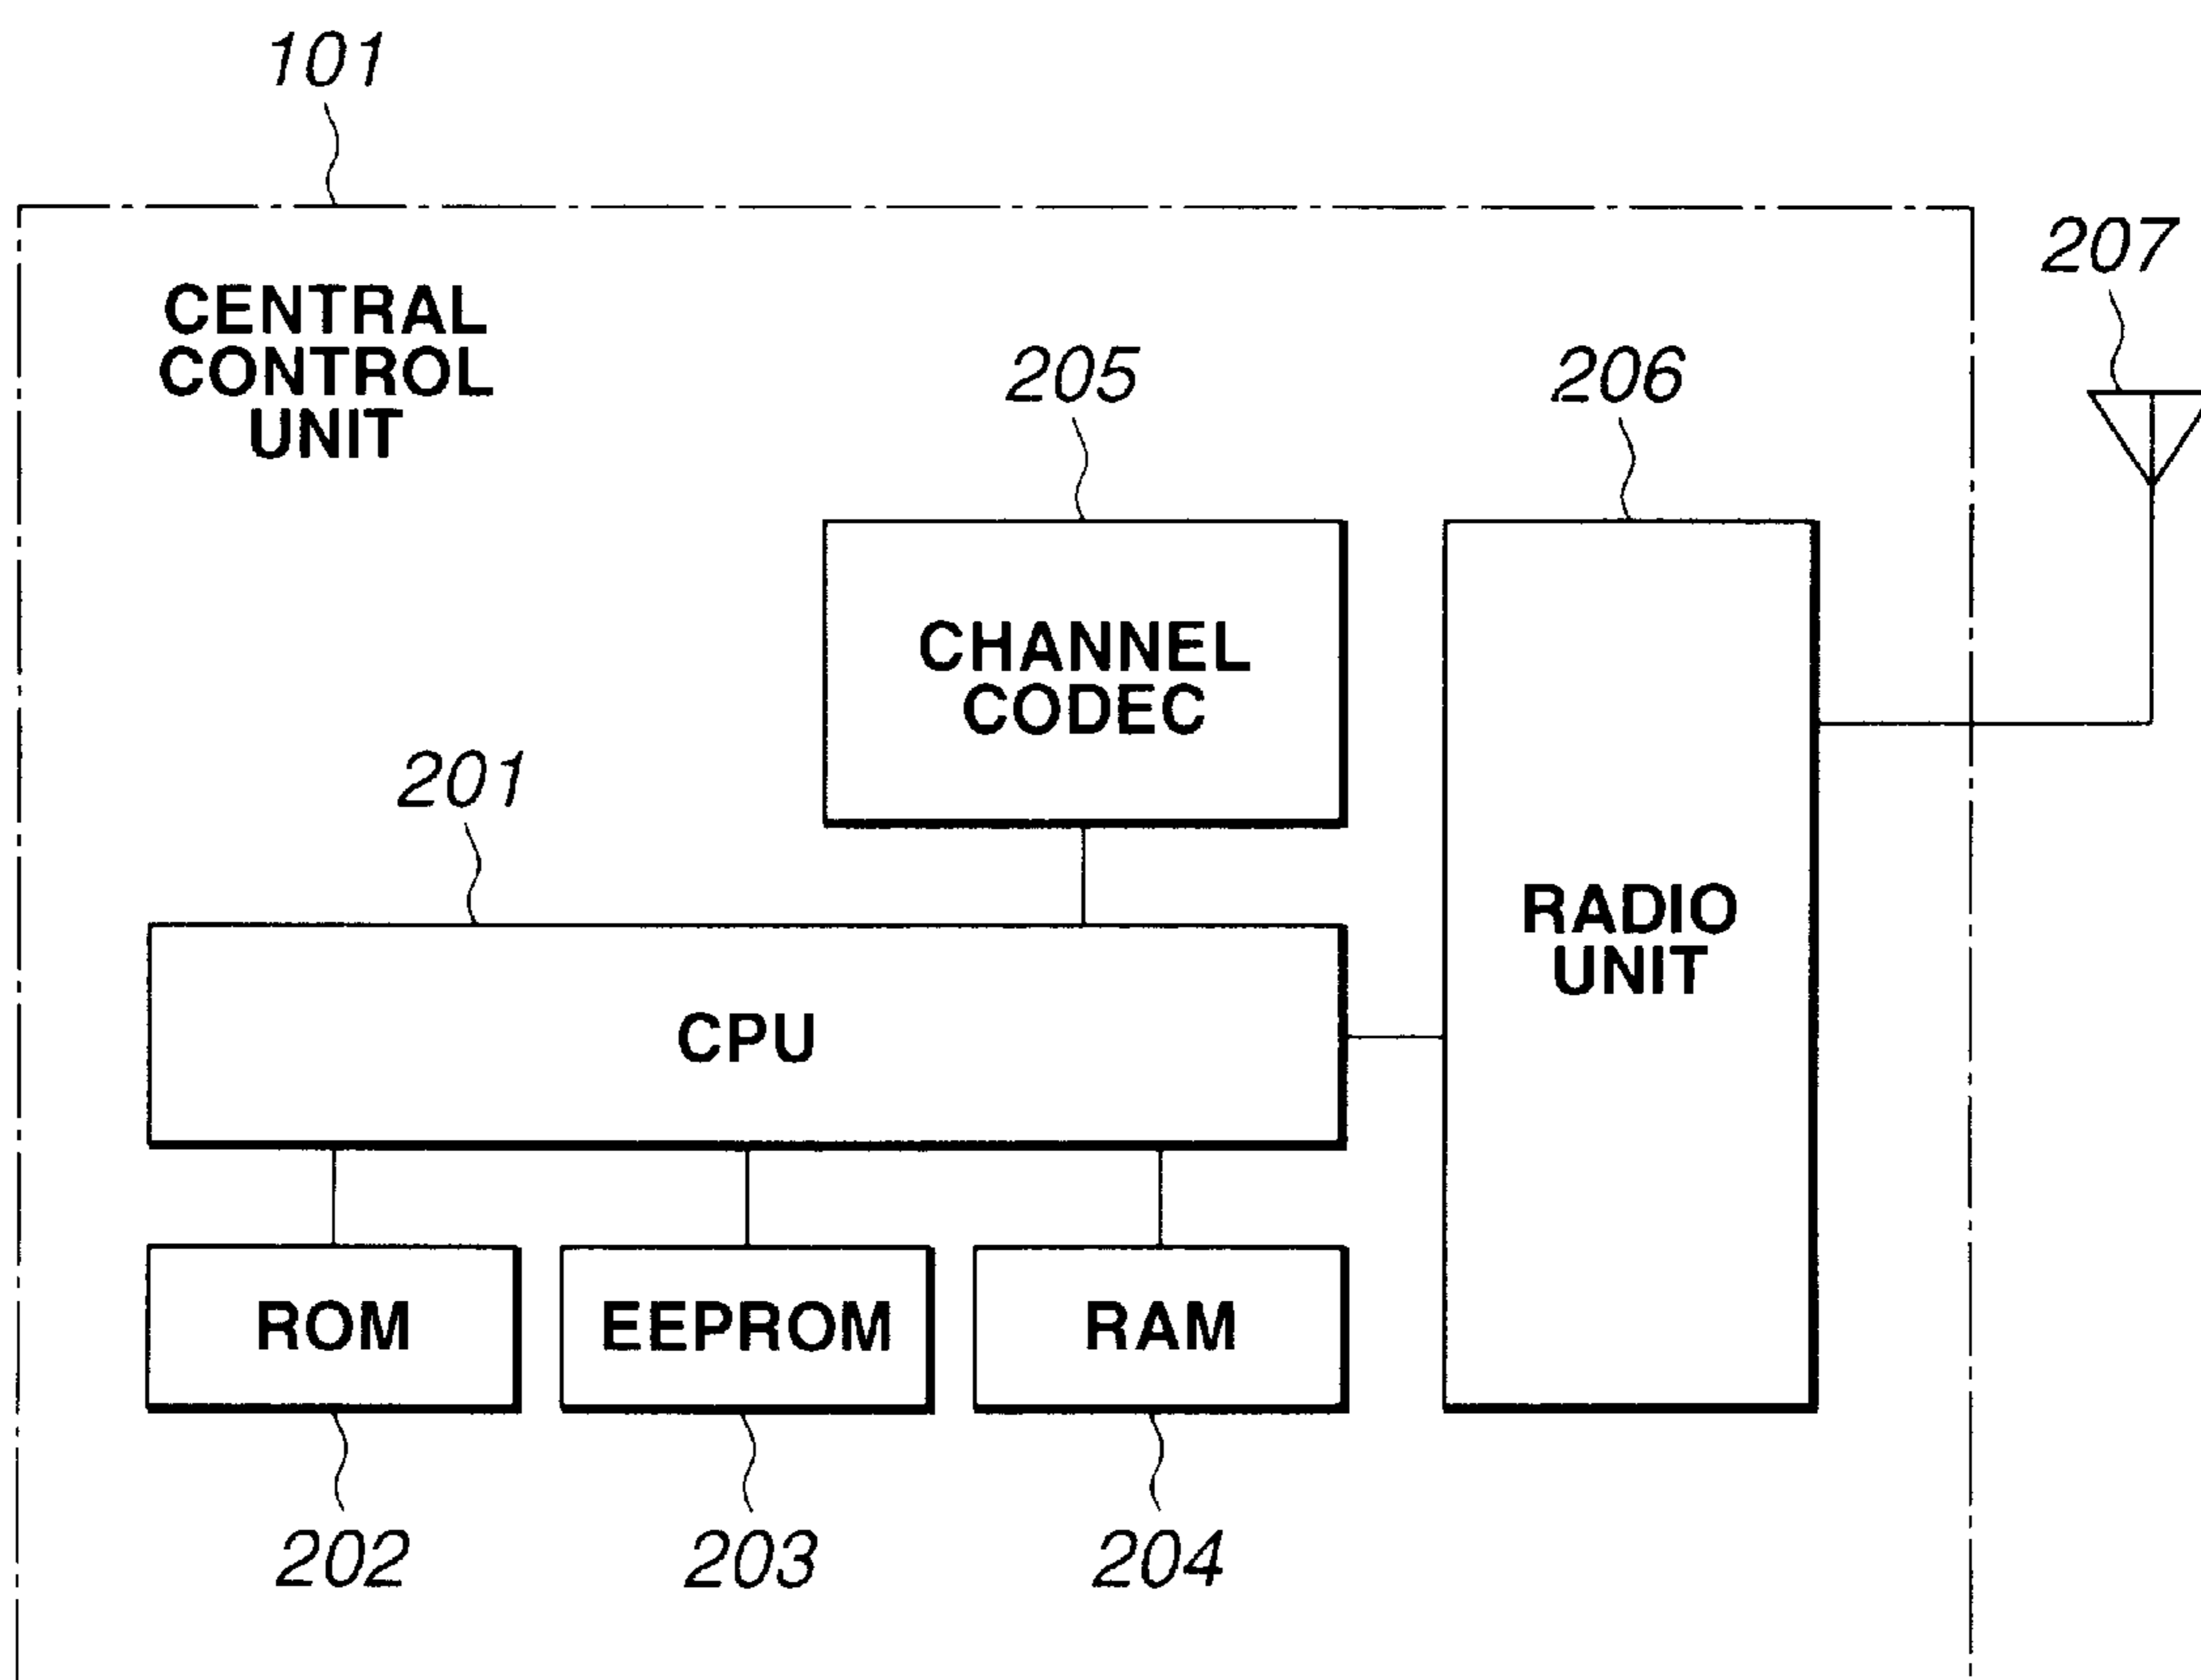 101
207
CENTRAL
CONTROL
UNIT
205
206
CHANNEL
CODEC
201
RADIO
UNIT
CPU
ROM
EEPROM
RAM
202
203
204